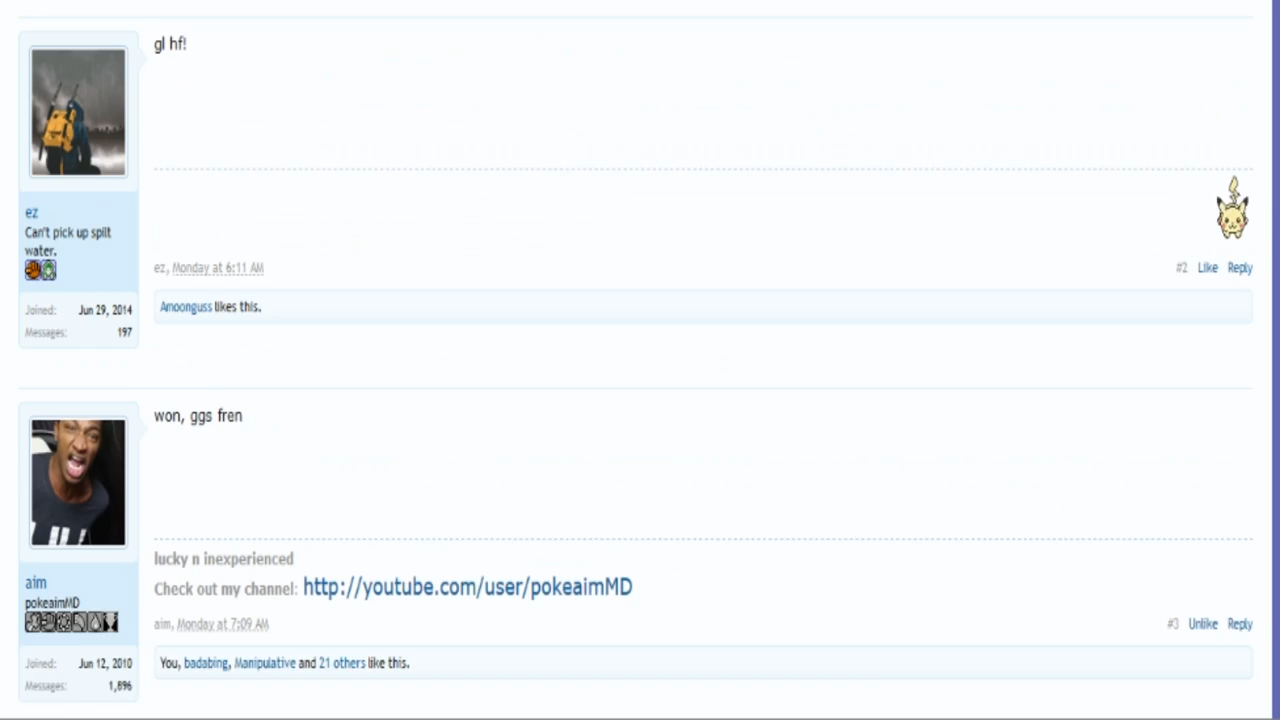 gl hf!
ez
Can't pick up spilt
water.
ez, Monday at 6:11 AM
#2 Like Reply
Amoonguss likes this.
Joined: Jun 29, 2014
Messages: 197
won, ggs fren
lucky n inexperienced
Check out my channel: http://youtube.com/user/pokeaimMD
aim
pokeaimMD
aim, Monday at 7:09 AM
#3 Unlike Reply
You, badabing, Manipulative and 21 others like this.
Joined: Jun 12, 2010
Messages: 1,896